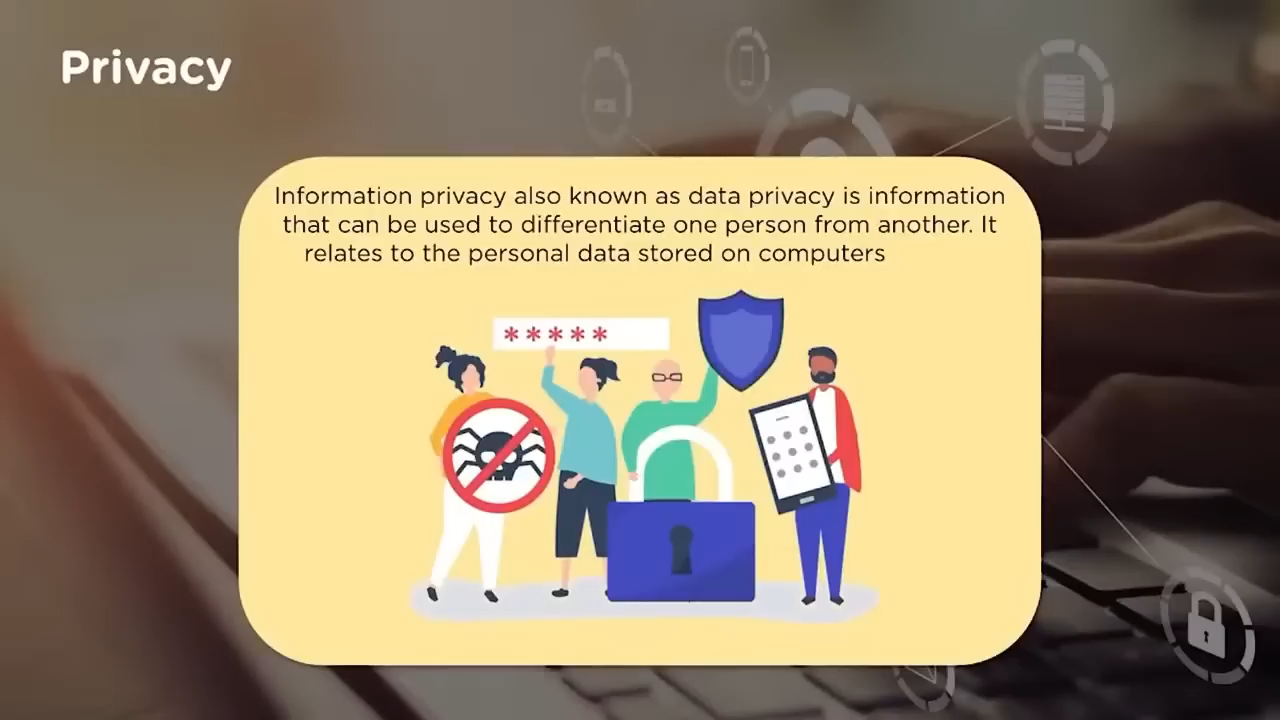 Privacy
Information privacy also known as data privacy is information
that can be used to differentiate one person from another. It
relates to the personal data stored on computers
*****